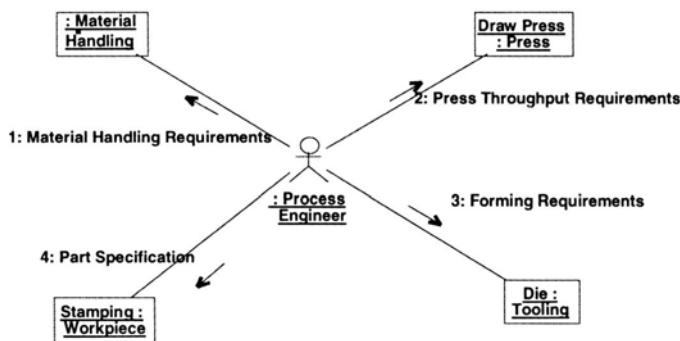 : Material
Handling
Draw Press
: Press
2: Press Throughput Requirements
1: Material Handling Requirements
: Process
Engineer
3: Forming Requirements
4: Part Specification
Stamping :
Workpiece
Die :
Tooling